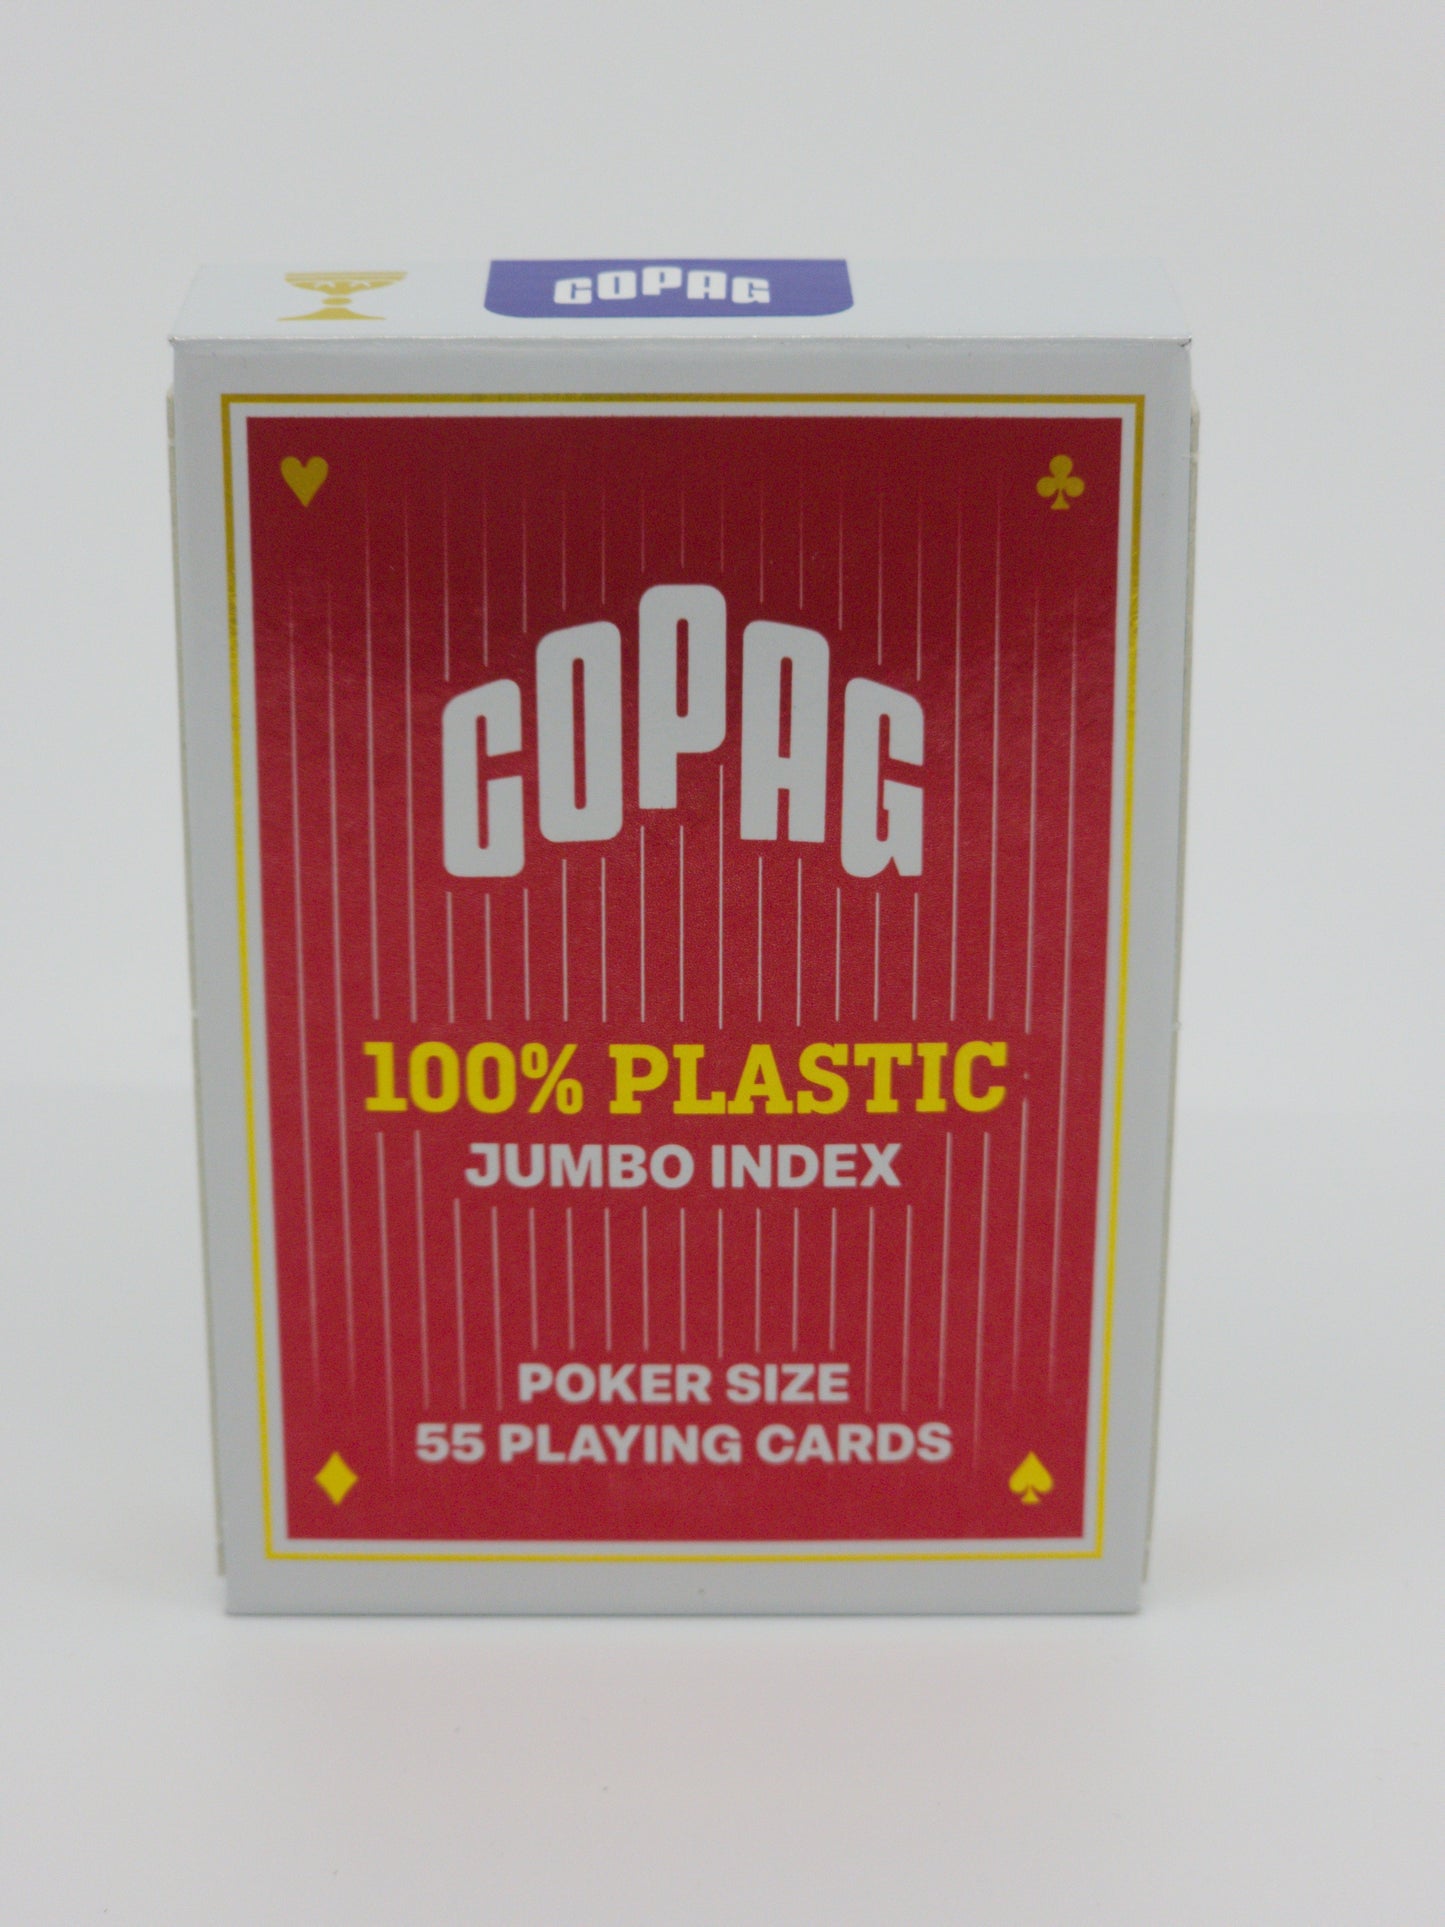 COPAG
COPAG
100% PLASTIC
JUMBO INDEX
POKER SIZE
55 PLAYING CARDS